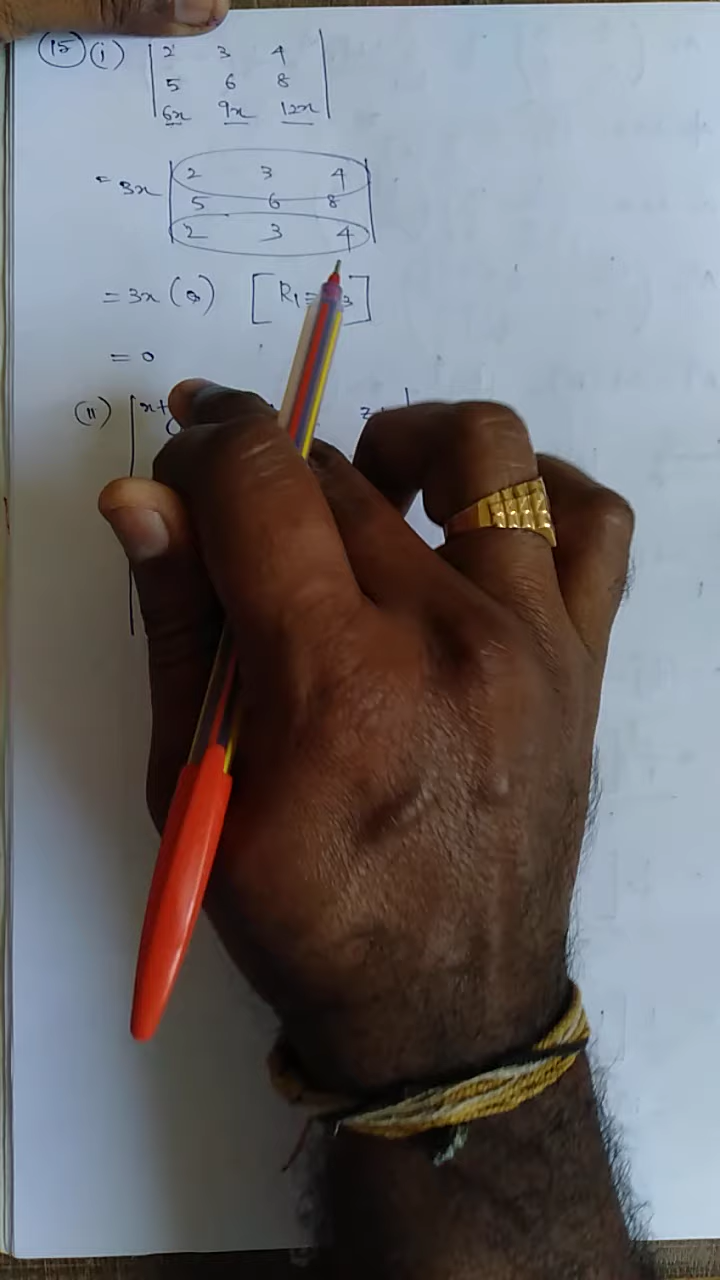 15 (i) | 2 3 4 |
5 6 8
6x 9x 12x
= 3x | 2 3 4 |
5 6 8
2 3 4
= 3x (0) [ R1 = 3 ]
= 0
(ii) | x+y z+